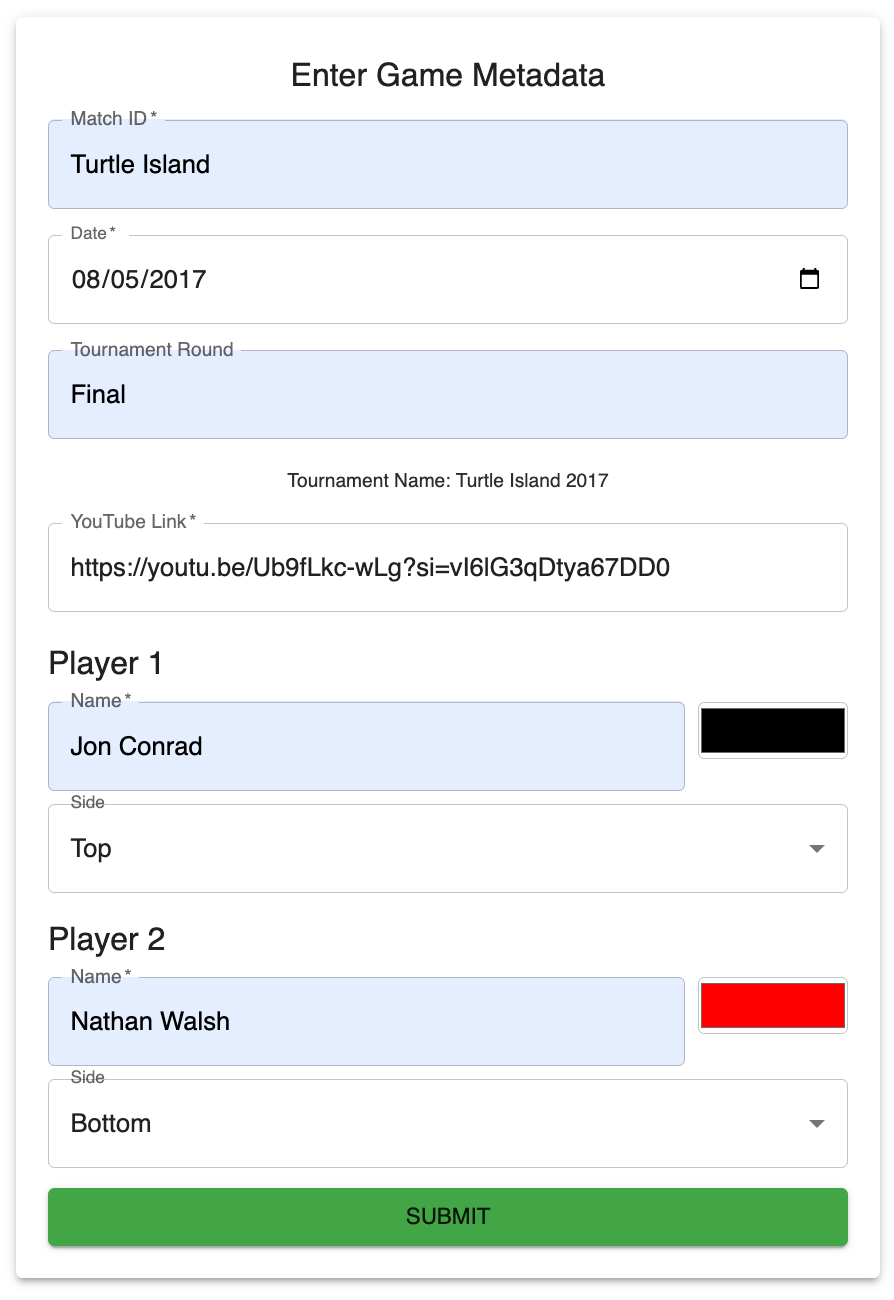 Enter Game Metadata
Match ID *
Turtle Island
Date *
08/05/2017
Tournament Round
Final
Tournament Name: Turtle Island 2017
YouTube Link *
https://youtu.be/Ub9fLkc-wLg?si=vI6lG3qDtya67DD0
Player 1
Name *
Jon Conrad
Side
Top
Player 2
Name *
Nathan Walsh
Side
Bottom
SUBMIT